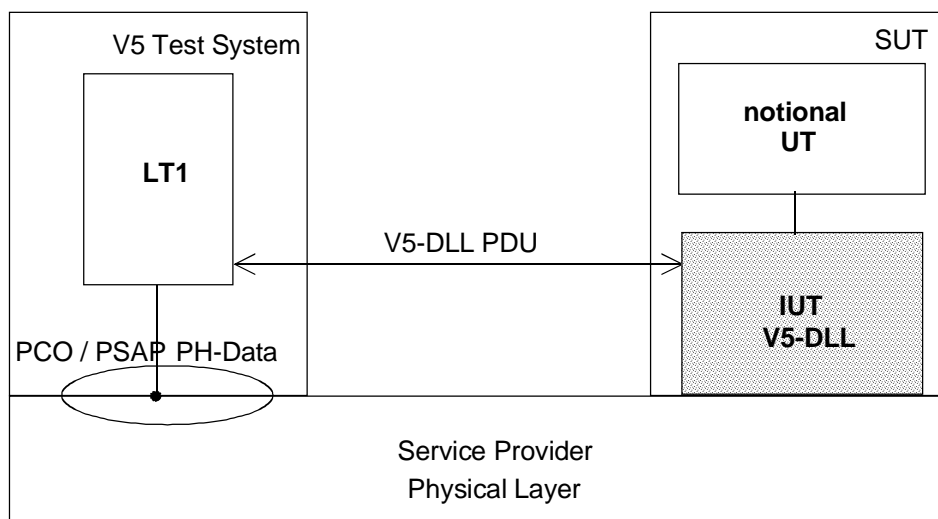 V5 Test System
SUT
LT1
notional
UT
V5-DLL PDU
IUT
V5-DLL
PCO / PSAP PH-Data
Service Provider
Physical Layer